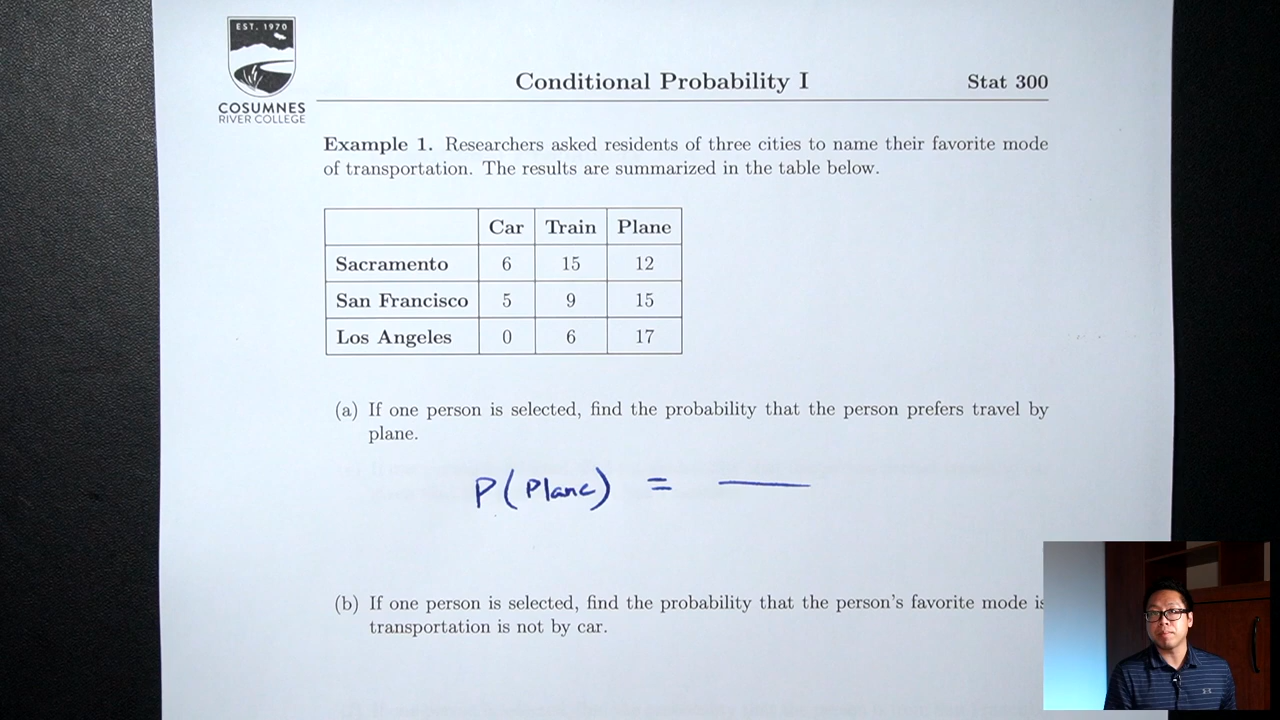 EST. 1970
COSUMNES
RIVER COLLEGE
Conditional Probability I
Stat 300
Example 1. Researchers asked residents of three cities to name their favorite mode
of transportation. The results are summarized in the table below.
Car Train Plane
Sacramento 6 15 12
San Francisco 5 9 15
Los Angeles 0 6 17
(a) If one person is selected, find the probability that the person prefers travel by
plane.
P(Plane) =
(b) If one person is selected, find the probability that the person's favorite mode is
transportation is not by car.